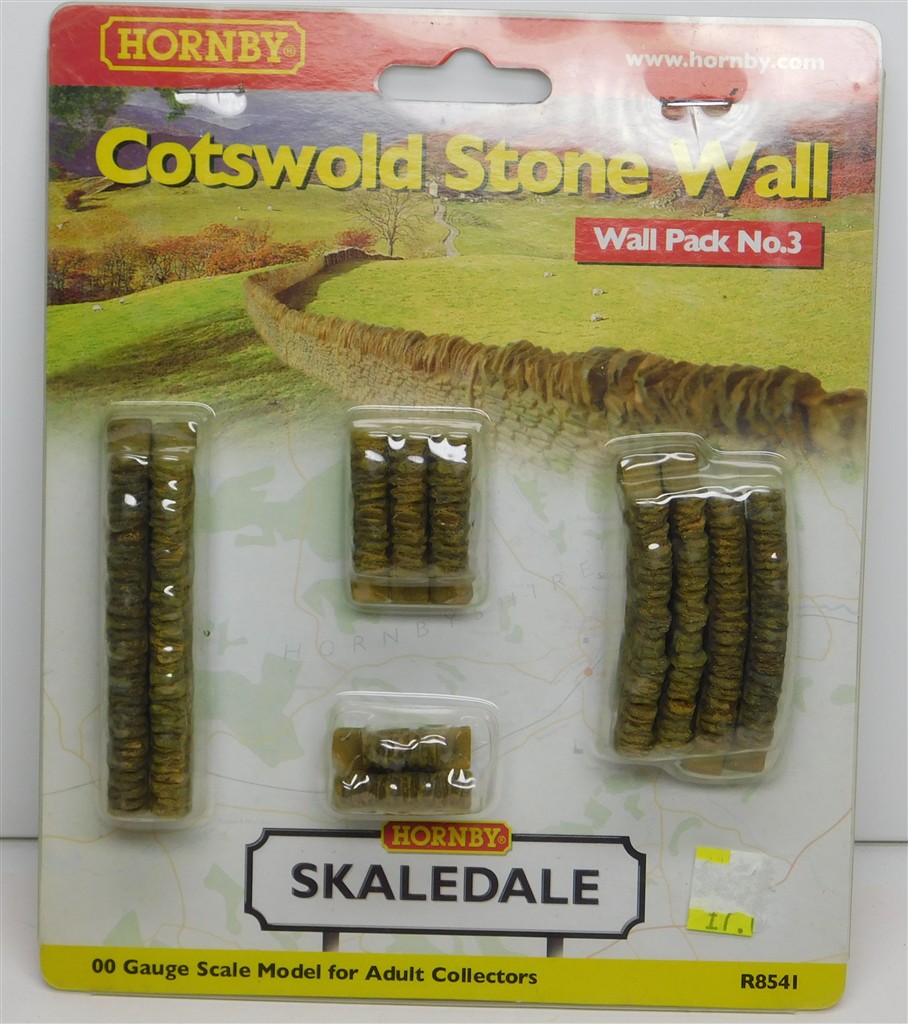 HORNBY®
www.hornby.com
Cotswold Stone Wall
Wall Pack No.3
HORNBYSHIRE
HORNBY®
SKALEDALE
00 Gauge Scale Model for Adult Collectors
R8541